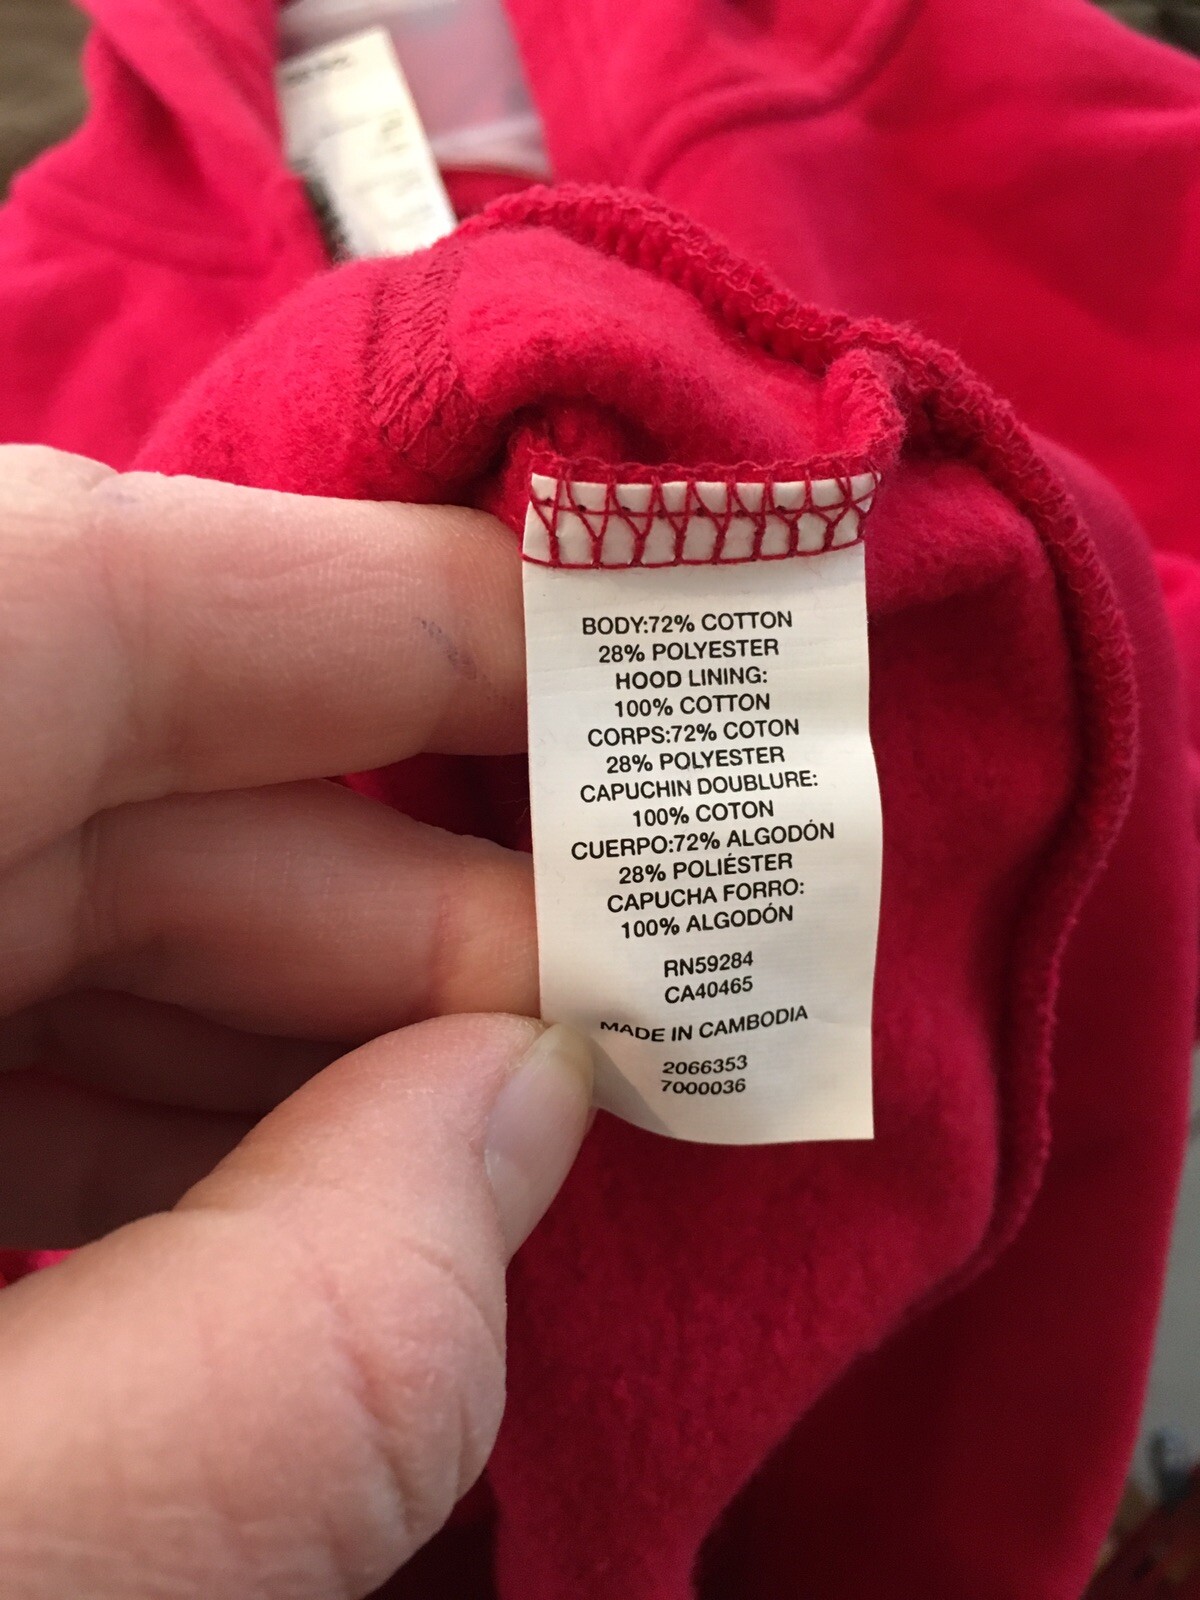 BODY:72% COTTON
28% POLYESTER
HOOD LINING:
100% COTTON
CORPS:72% COTON
28% POLYESTER
CAPUCHIN DOUBLURE:
100% COTON
CUERPO:72% ALGODÓN
28% POLIÉSTER
CAPUCHA FORRO:
100% ALGODÓN
RN59284
CA40465
MADE IN CAMBODIA
2066353
7000036